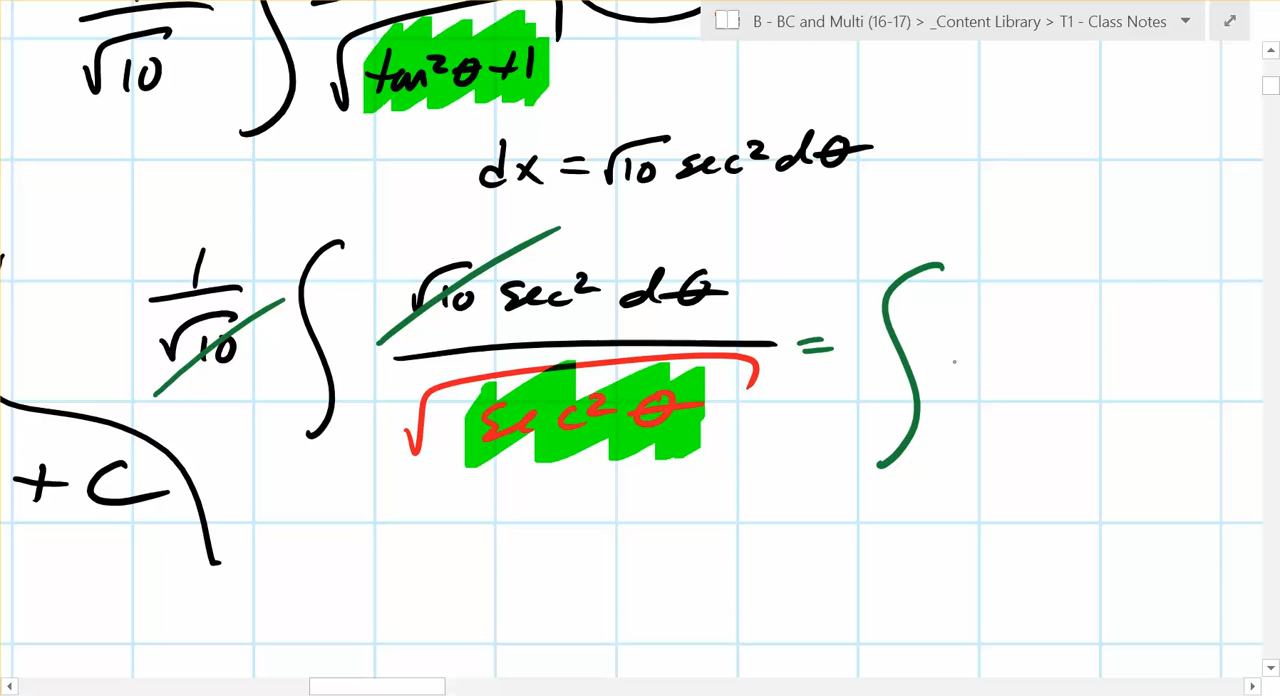 B - BC and Multi (16-17) > _Content Library > T1 - Class Notes
√10 √(tan²θ+1)
dx = √10 sec² dθ
1/√10 ∫ √10 sec² dθ / √(sec²θ) = ∫
+ C